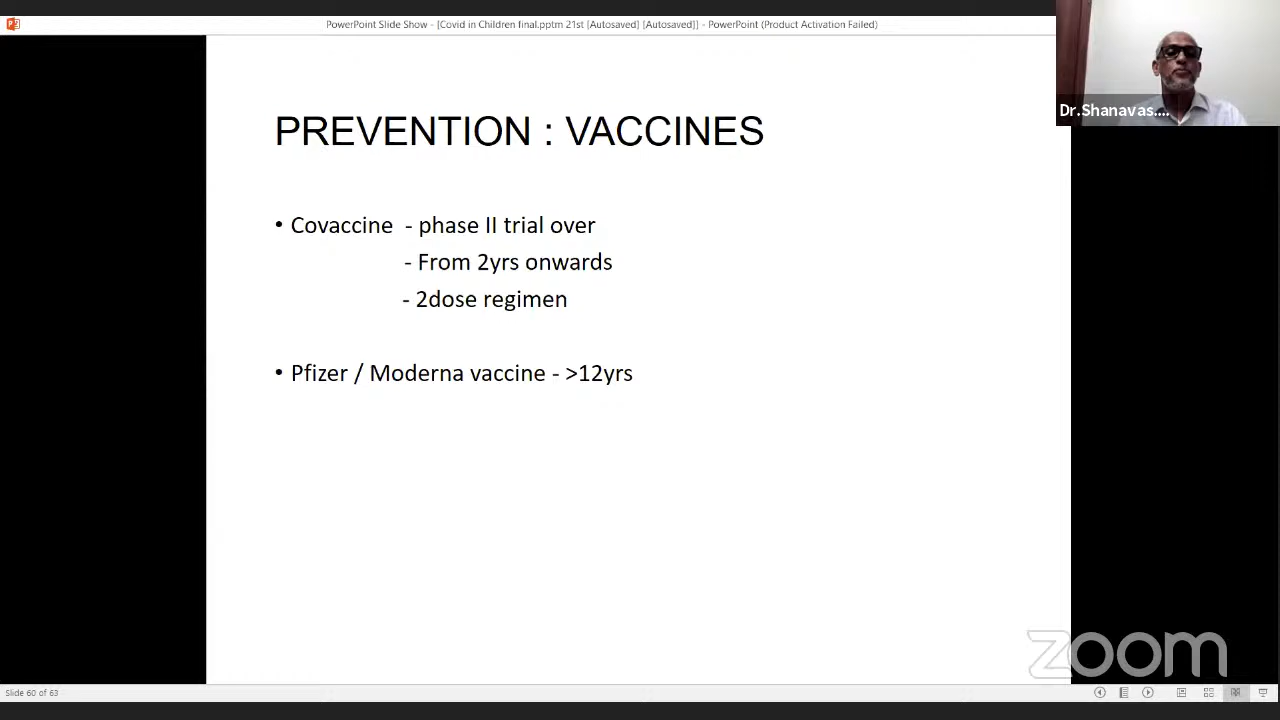 PowerPoint Slide Show - [Covid in Children final.pptm 21st [Autosaved] [Autosaved]] - PowerPoint (Product Activation Failed)
Dr.Shanavas....
PREVENTION : VACCINES
• Covaccine - phase II trial over
- From 2yrs onwards
- 2dose regimen
• Pfizer / Moderna vaccine - >12yrs
zoom
Slide 60 of 63